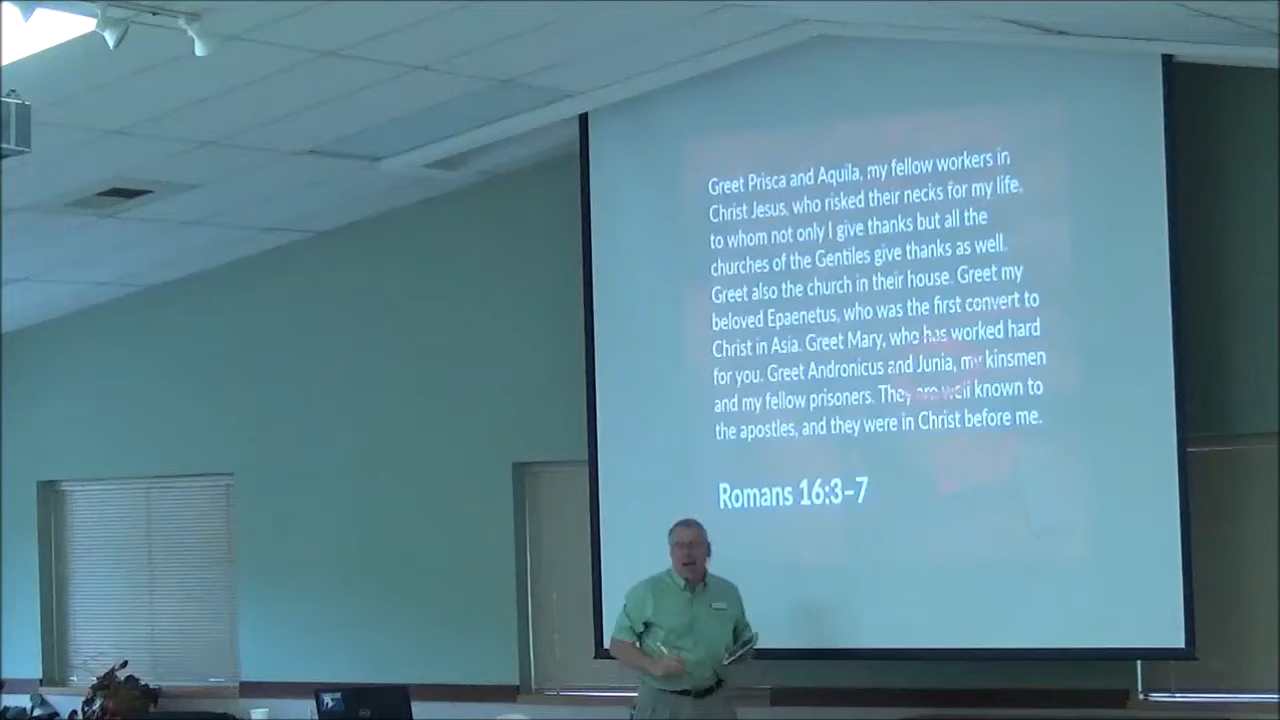 Greet Prisca and Aquila, my fellow workers in
Christ Jesus, who risked their necks for my life,
to whom not only I give thanks but all the
churches of the Gentiles give thanks as well.
Greet also the church in their house. Greet my
beloved Epaenetus, who was the first convert to
Christ in Asia. Greet Mary, who has worked hard
for you. Greet Andronicus and Junia, my kinsmen
and my fellow prisoners. They are well known to
the apostles, and they were in Christ before me.
Romans 16:3–7